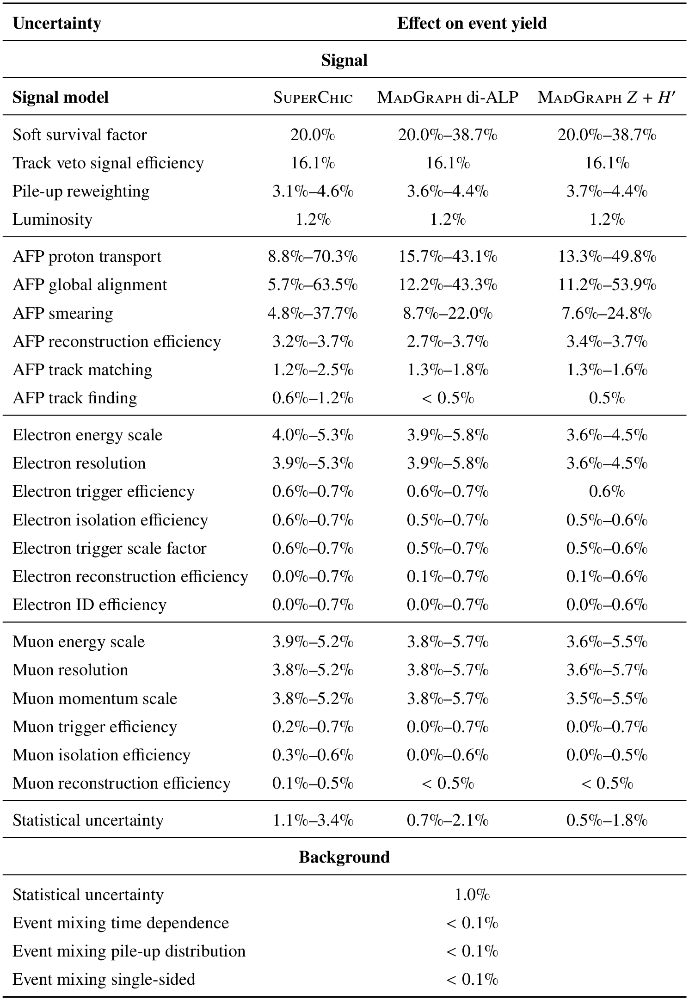 Uncertainty Effect on event yield
Signal
Signal model SuperChic MadGraph di-ALP MadGraph Z + H′
Soft survival factor 20.0% 20.0%–38.7% 20.0%–38.7%
Track veto signal efficiency 16.1% 16.1% 16.1%
Pile-up reweighting 3.1%–4.6% 3.6%–4.4% 3.7%–4.4%
Luminosity 1.2% 1.2% 1.2%
AFP proton transport 8.8%–70.3% 15.7%–43.1% 13.3%–49.8%
AFP global alignment 5.7%–63.5% 12.2%–43.3% 11.2%–53.9%
AFP smearing 4.8%–37.7% 8.7%–22.0% 7.6%–24.8%
AFP reconstruction efficiency 3.2%–3.7% 2.7%–3.7% 3.4%–3.7%
AFP track matching 1.2%–2.5% 1.3%–1.8% 1.3%–1.6%
AFP track finding 0.6%–1.2% < 0.5% 0.5%
Electron energy scale 4.0%–5.3% 3.9%–5.8% 3.6%–4.5%
Electron resolution 3.9%–5.3% 3.9%–5.8% 3.6%–4.5%
Electron trigger efficiency 0.6%–0.7% 0.6%–0.7% 0.6%
Electron isolation efficiency 0.6%–0.7% 0.5%–0.7% 0.5%–0.6%
Electron trigger scale factor 0.6%–0.7% 0.5%–0.7% 0.5%–0.6%
Electron reconstruction efficiency 0.0%–0.7% 0.1%–0.7% 0.1%–0.6%
Electron ID efficiency 0.0%–0.7% 0.0%–0.7% 0.0%–0.6%
Muon energy scale 3.9%–5.2% 3.8%–5.7% 3.6%–5.5%
Muon resolution 3.8%–5.2% 3.8%–5.7% 3.6%–5.7%
Muon momentum scale 3.8%–5.2% 3.8%–5.7% 3.5%–5.5%
Muon trigger efficiency 0.2%–0.7% 0.0%–0.7% 0.0%–0.7%
Muon isolation efficiency 0.3%–0.6% 0.0%–0.6% 0.0%–0.5%
Muon reconstruction efficiency 0.1%–0.5% < 0.5% < 0.5%
Statistical uncertainty 1.1%–3.4% 0.7%–2.1% 0.5%–1.8%
Background
Statistical uncertainty 1.0%
Event mixing time dependence < 0.1%
Event mixing pile-up distribution < 0.1%
Event mixing single-sided < 0.1%